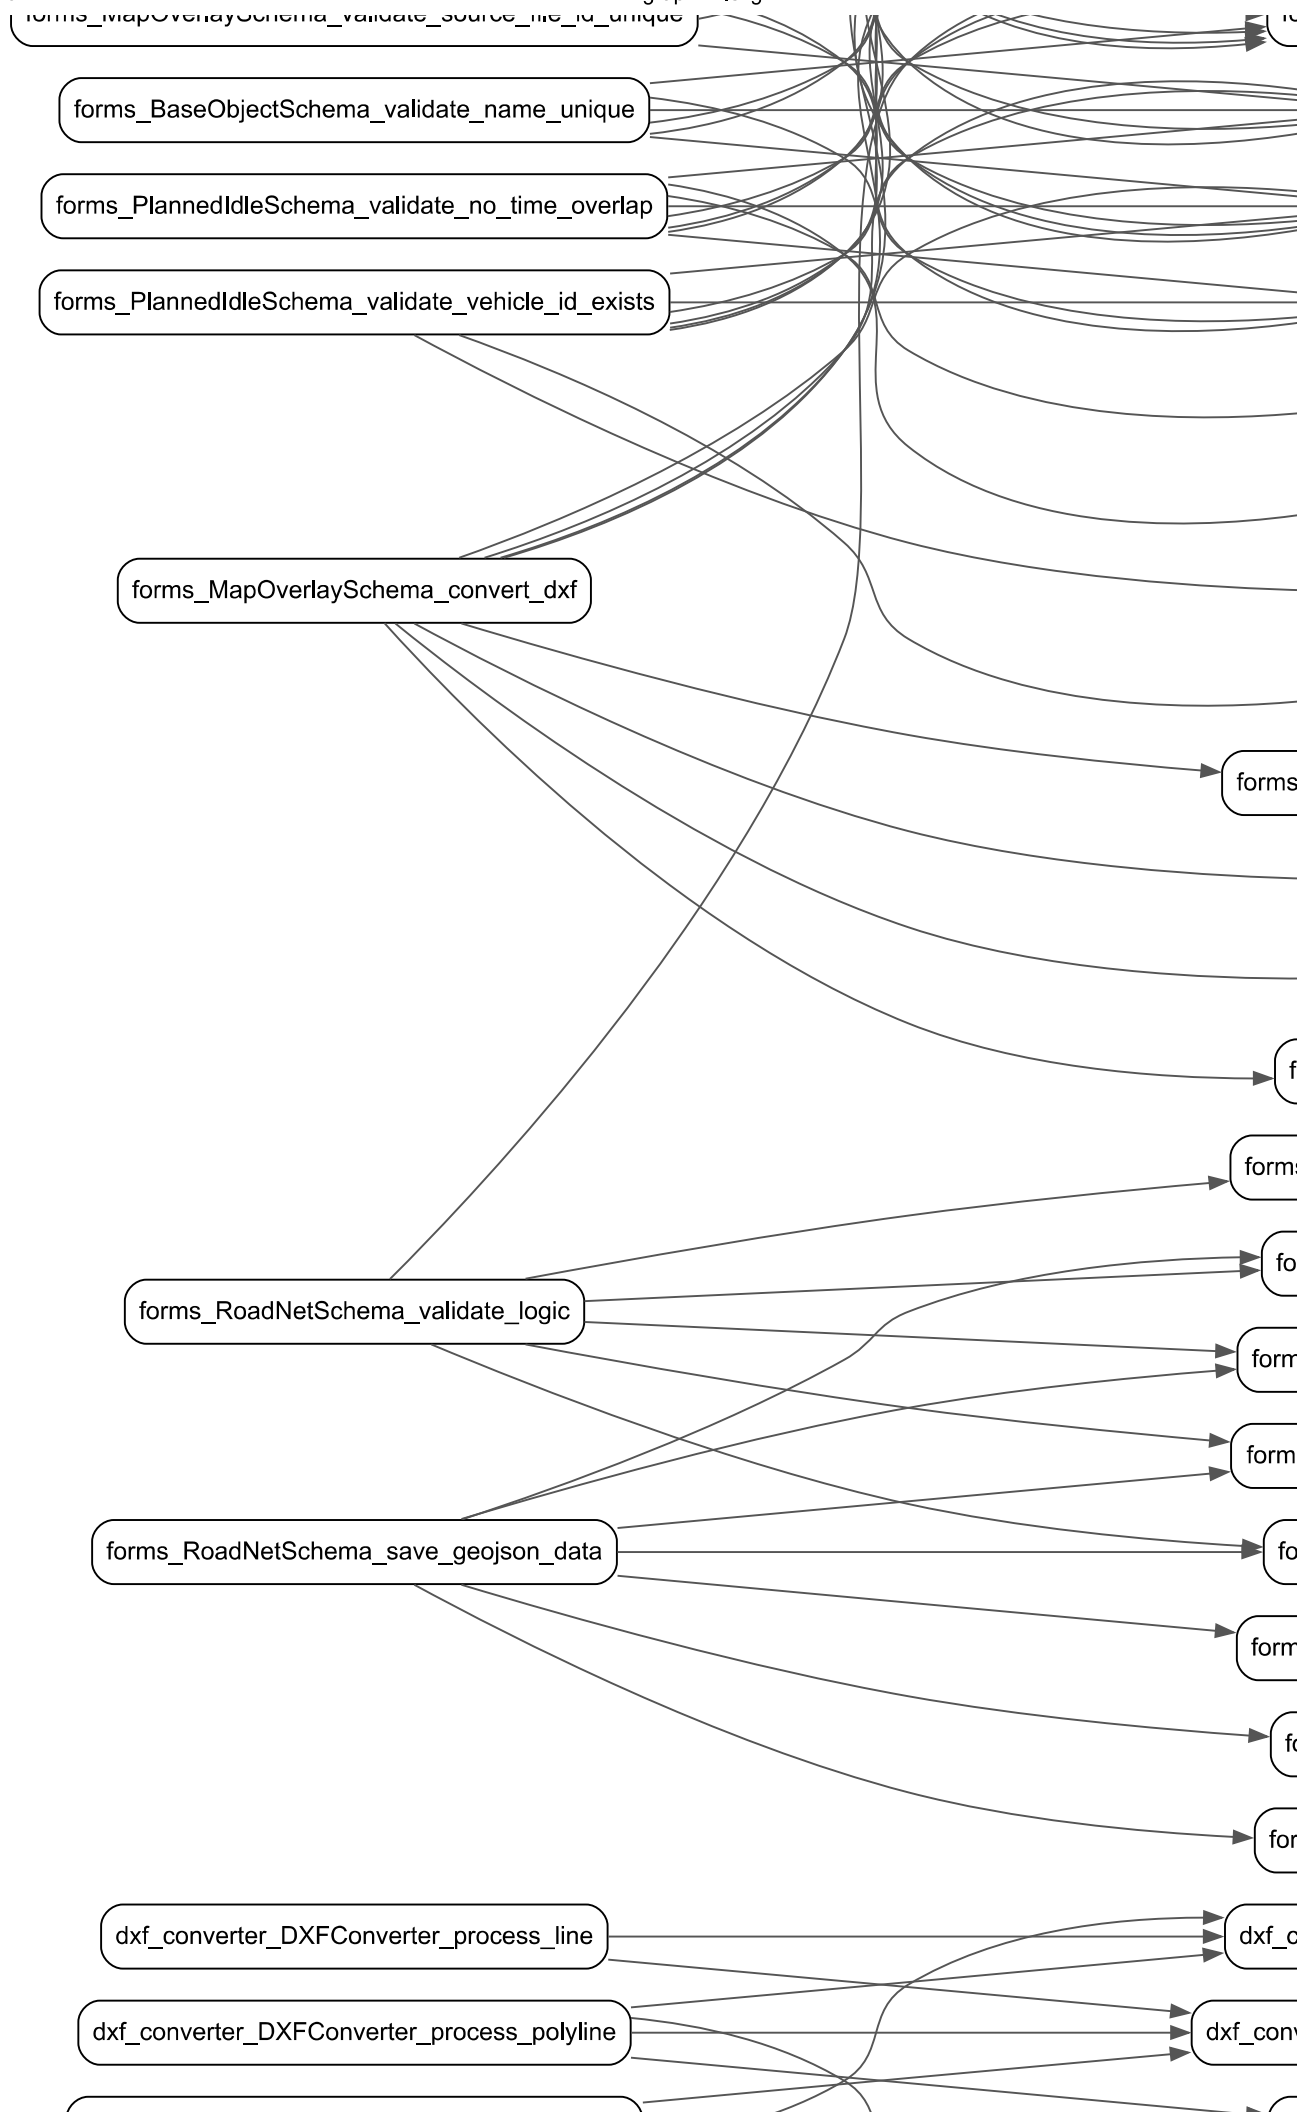 forms_MapOverlaySchema_validate_source_file_id_unique
forms_BaseObjectSchema_validate_name_unique
forms_PlannedIdleSchema_validate_no_time_overlap
forms_PlannedIdleSchema_validate_vehicle_id_exists
forms_MapOverlaySchema_convert_dxf
forms
f
forms
forms_RoadNetSchema_validate_logic
fo
form
form
forms_RoadNetSchema_save_geojson_data
fo
form
fo
for
dxf_converter_DXFConverter_process_line
dxf_c
dxf_converter_DXFConverter_process_polyline
dxf_conv